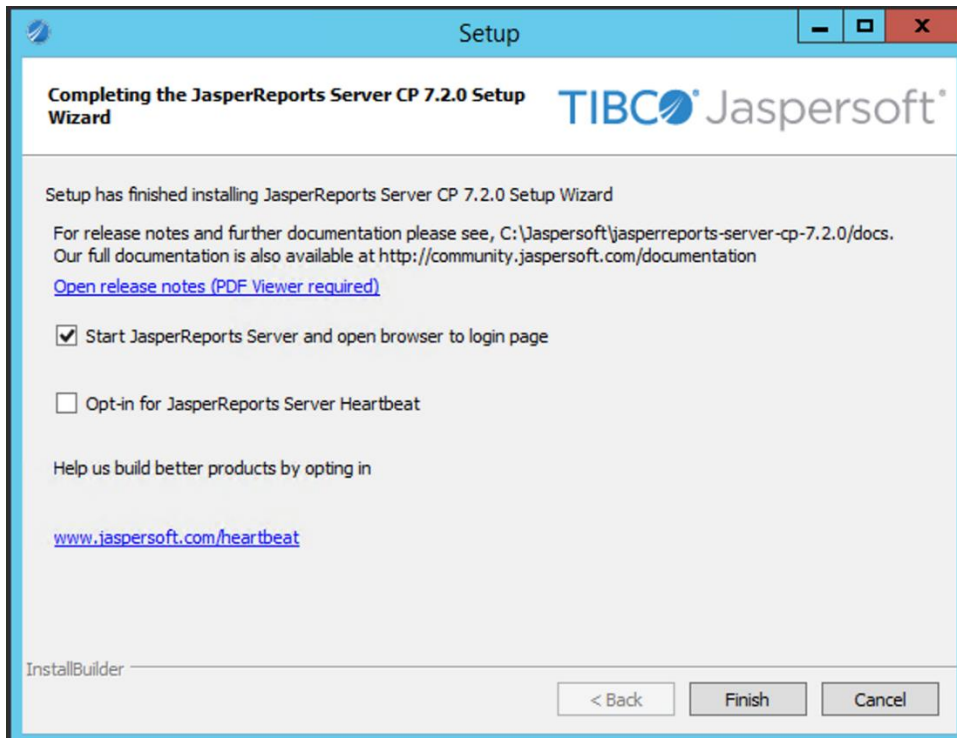 Setup
Completing the JasperReports Server CP 7.2.0 Setup
Wizard
TIBCO® Jaspersoft®
Setup has finished installing JasperReports Server CP 7.2.0 Setup Wizard
For release notes and further documentation please see, C:\Jaspersoft\jasperreports-server-cp-7.2.0/docs.
Our full documentation is also available at http://community.jaspersoft.com/documentation
Open release notes (PDF Viewer required)
Start JasperReports Server and open browser to login page
Opt-in for JasperReports Server Heartbeat
Help us build better products by opting in
www.jaspersoft.com/heartbeat
InstallBuilder
< Back Finish Cancel